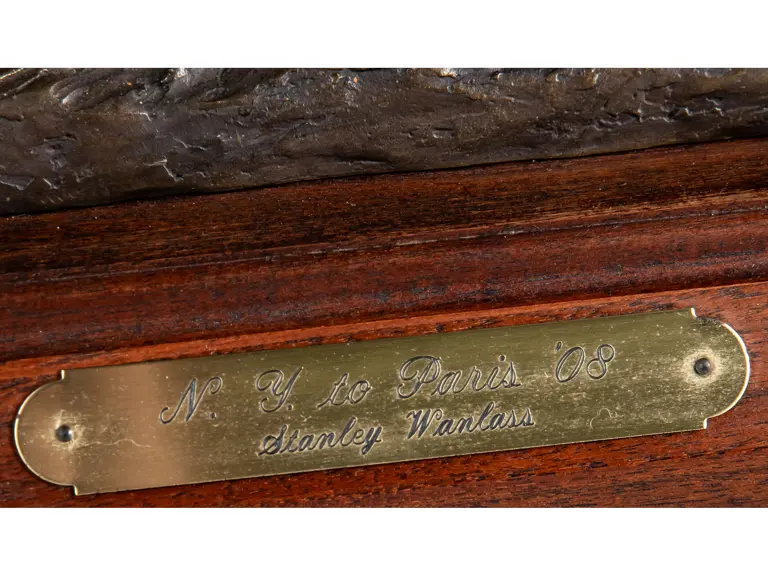 N. Y. to Paris '08
Stanley Wanlass